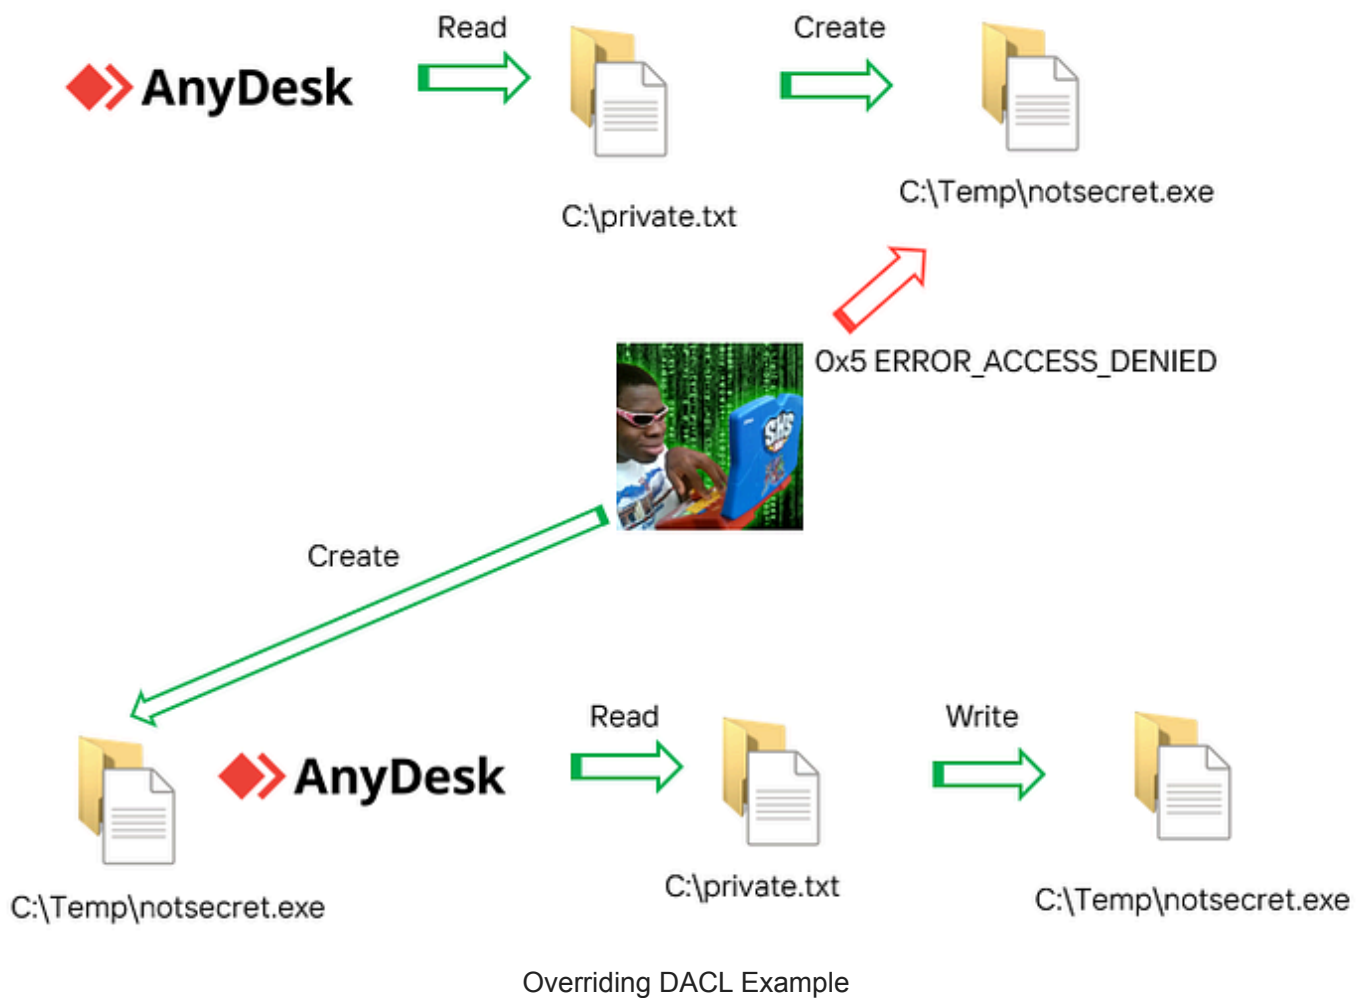 Read
Create
AnyDesk
C:\private.txt
C:\Temp\notsecret.exe
0x5 ERROR_ACCESS_DENIED
SHS
Create
Read
Write
AnyDesk
C:\Temp\notsecret.exe
C:\private.txt
C:\Temp\notsecret.exe
Overriding DACL Example